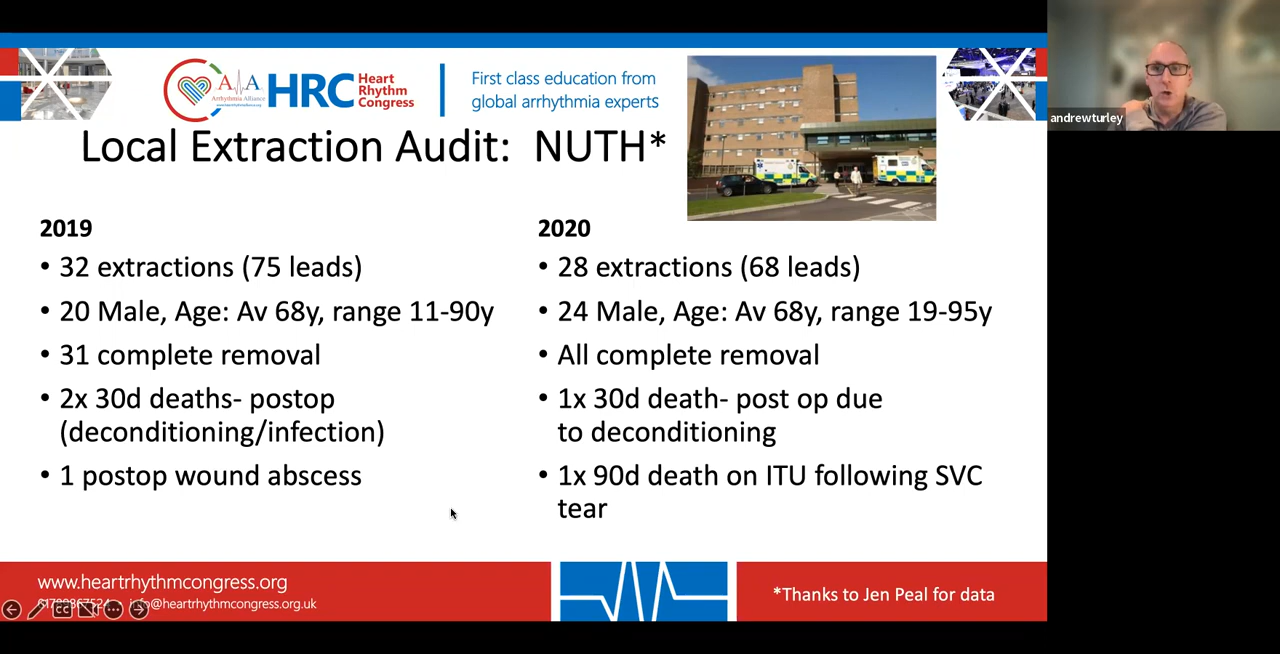 Arrhythmia Alliance
HRC
Heart
Rhythm
Congress
First class education from
global arrhythmia experts
andrewturley
Local Extraction Audit: NUTH*
2019
• 32 extractions (75 leads)
• 20 Male, Age: Av 68y, range 11-90y
• 31 complete removal
• 2x 30d deaths- postop
(deconditioning/infection)
• 1 postop wound abscess
2020
• 28 extractions (68 leads)
• 24 Male, Age: Av 68y, range 19-95y
• All complete removal
• 1x 30d death- post op due
to deconditioning
• 1x 90d death on ITU following SVC
tear
www.heartrhythmcongress.org
info@heartrhythmcongress.org.uk
*Thanks to Jen Peal for data